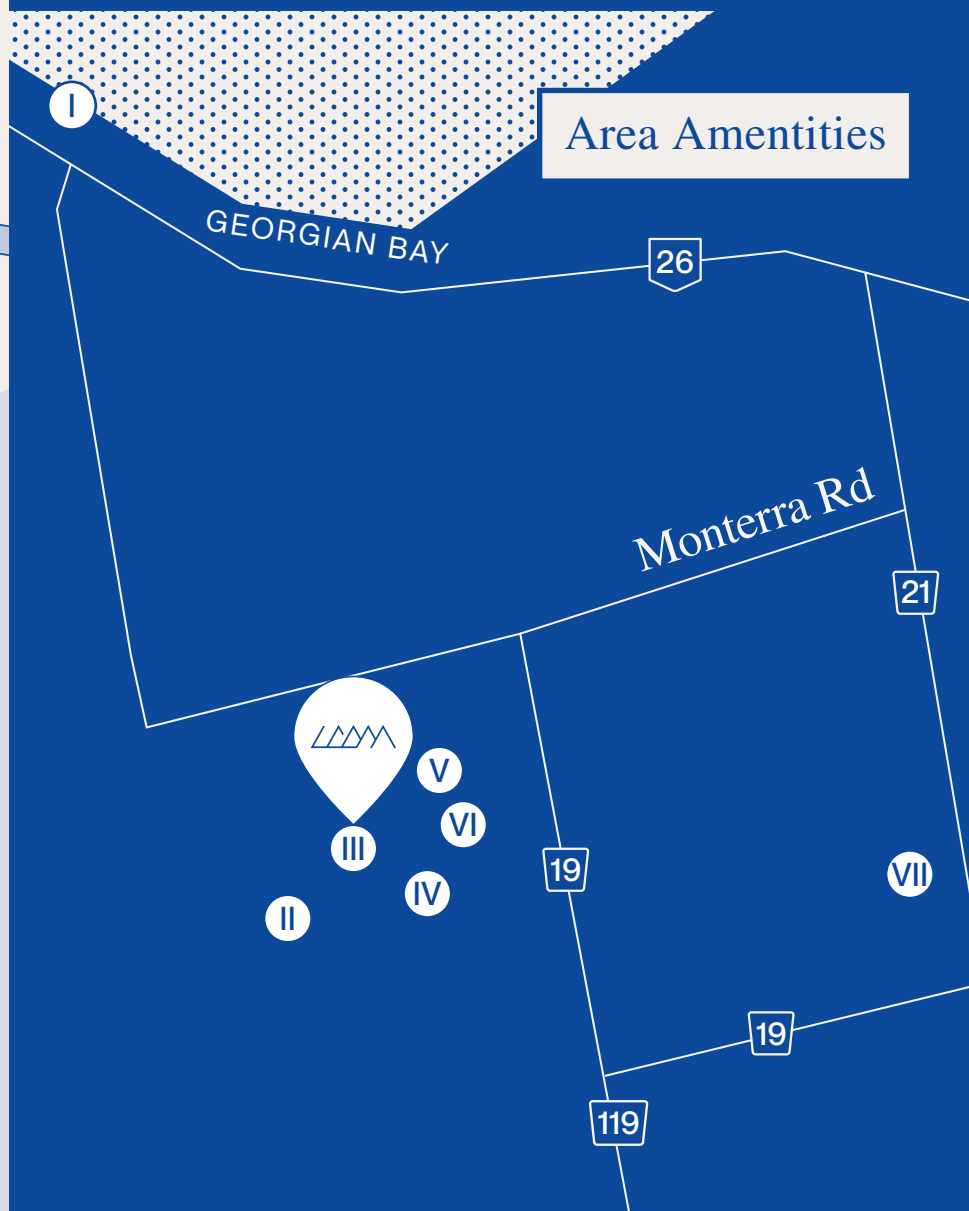 I
Area Amentities
GEORGIAN BAY
26
Monterra Rd
21
V
VI
III
19
VII
IV
II
19
119